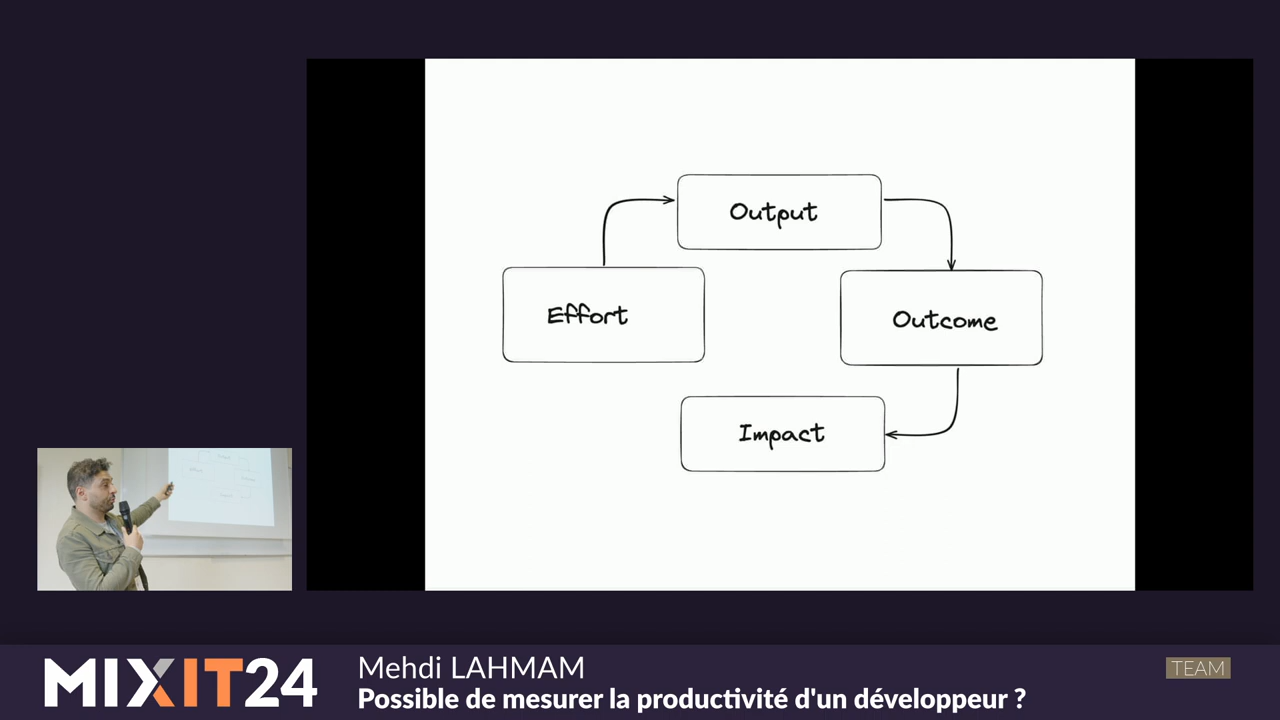 Output
Effort
Outcome
Impact
MIXIT24
Mehdi LAHMAM
TEAM
Possible de mesurer la productivité d'un développeur ?